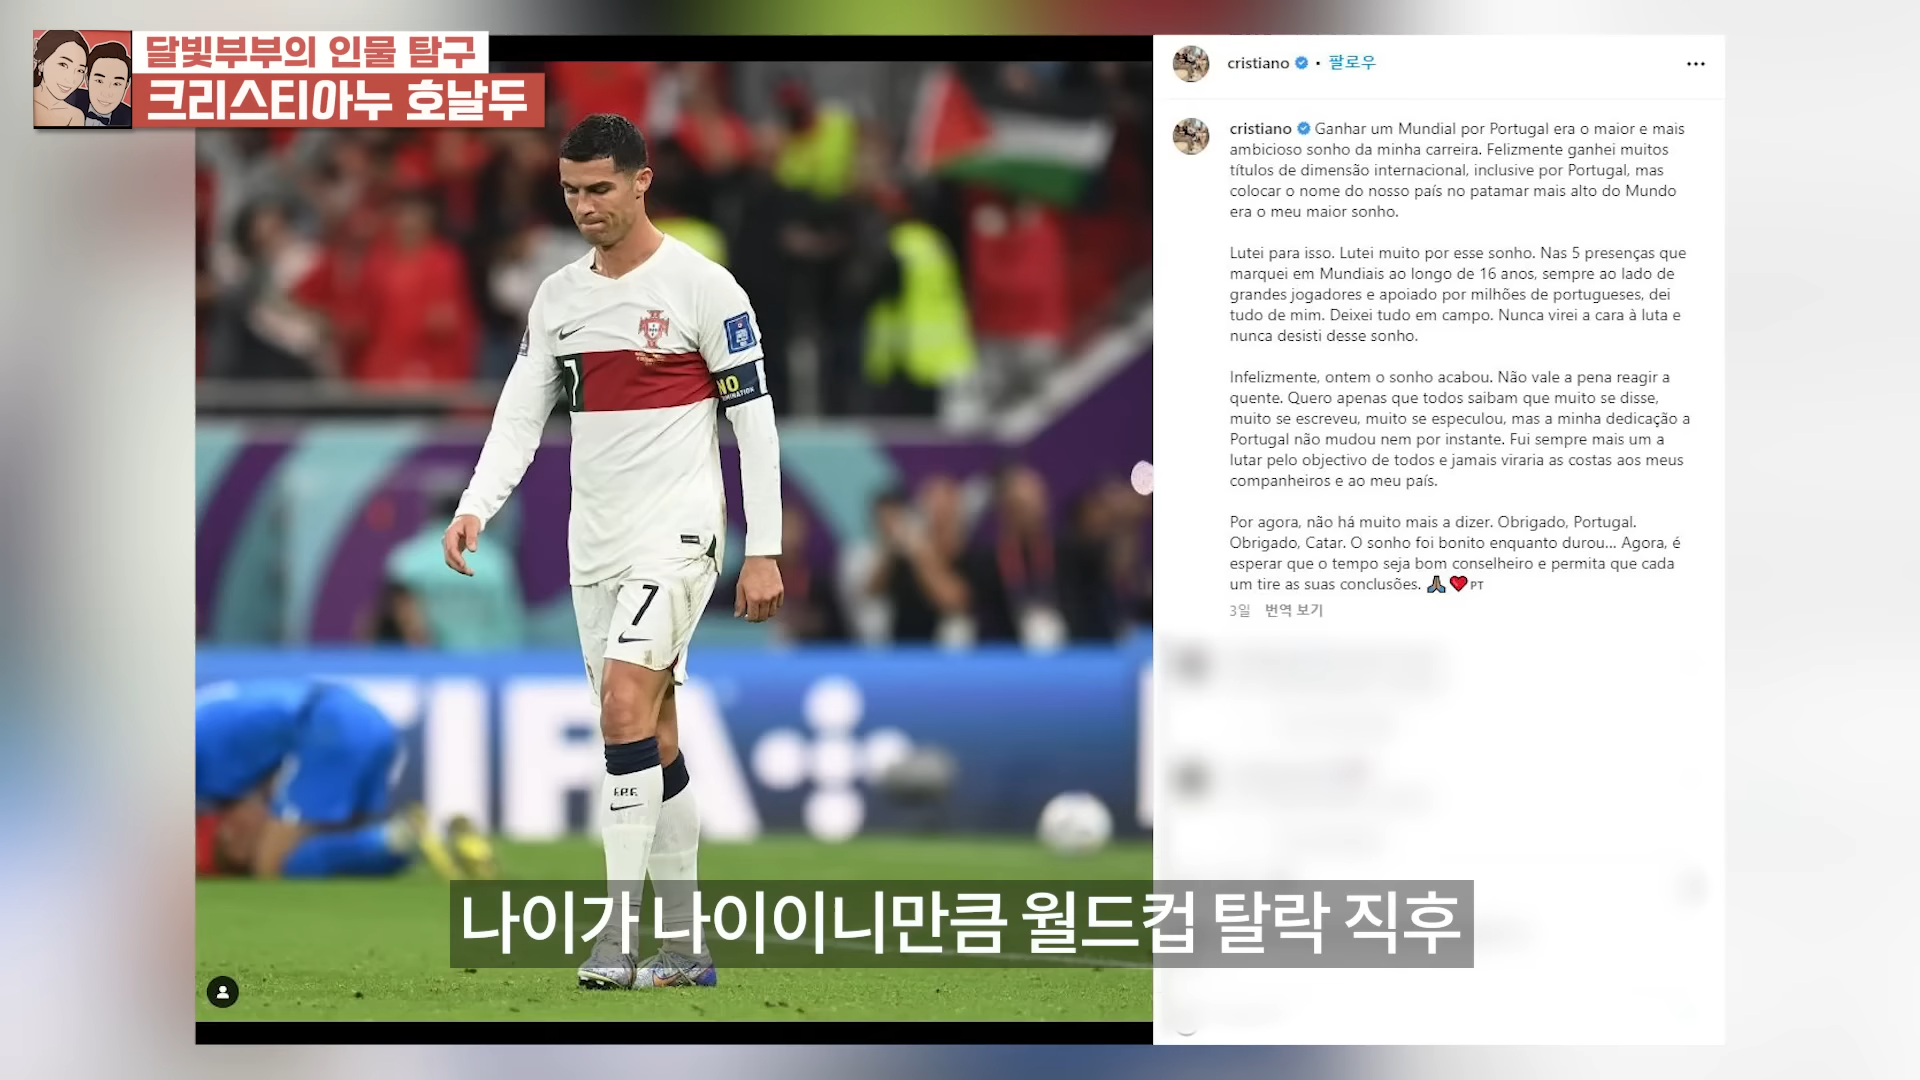 달빛부부의 인물 탐구
크리스티아누 호날두
cristiano • 팔로우
cristiano Ganhar um Mundial por Portugal era o maior e mais
ambicioso sonho da minha carreira. Felizmente ganhei muitos
títulos de dimensão internacional, inclusive por Portugal, mas
colocar o nome do nosso país no patamar mais alto do Mundo
era o meu maior sonho.
Lutei para isso. Lutei muito por esse sonho. Nas 5 presenças que
marquei em Mundiais ao longo de 16 anos, sempre ao lado de
grandes jogadores e apoiado por milhões de portugueses, dei
tudo de mim. Deixei tudo em campo. Nunca virei a cara à luta e
nunca desisti desse sonho.
Infelizmente, ontem o sonho acabou. Não vale a pena reagir a
quente. Quero apenas que todos saibam que muito se disse,
muito se escreveu, muito se especulou, mas a minha dedicação a
Portugal não mudou nem por instante. Fui sempre mais um a
lutar pelo objectivo de todos e jamais viraria as costas aos meus
companheiros e ao meu país.
Por agora, não há muito mais a dizer. Obrigado, Portugal.
Obrigado, Catar. O sonho foi bonito enquanto durou... Agora, é
esperar que o tempo seja bom conselheiro e permita que cada
um tire as suas conclusões. 🙏🏾❤️PT
3일 번역 보기
7
NO
7
F.P.F.
FIFA
나이가 나이이니만큼 월드컵 탈락 직후